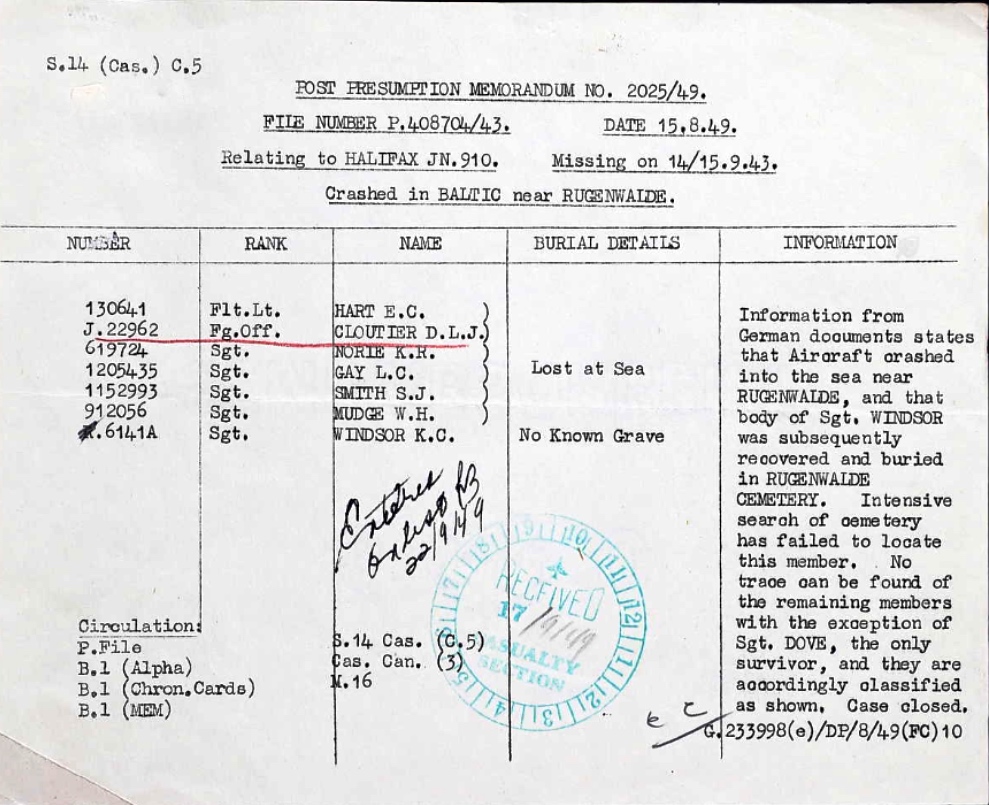 S.14 (Cas.) C.5
POST PRESUMPTION MEMORANDUM NO. 2025/49.
FILE NUMBER P.408704/43. DATE 15.8.49.
Relating to HALIFAX JN.910. Missing on 14/15.9.43.
Crashed in BALTIC near RUGENWALDE.
NUMBER RANK NAME BURIAL DETAILS INFORMATION
130641 Flt.Lt. HART E.C. )
J.22962 Fg.Off. CLOUTIER D.L.J.)
619724 Sgt. NORIE K.R. )
1205435 Sgt. GAY L.C. ) Lost at Sea
1152993 Sgt. SMITH S.J. )
912056 Sgt. MUDGE W.H. )
.6141A Sgt. WINDSOR K.C. No Known Grave
Information from
German documents states
that Aircraft crashed
into the sea near
RUGENWALDE, and that
body of Sgt. WINDSOR
was subsequently
recovered and buried
in RUGENWALDE
CEMETERY. Intensive
search of cemetery
has failed to locate
this member. No
trace can be found of
the remaining members
with the exception of
Sgt. DOVE, the only
survivor, and they are
accordingly classified
as shown. Case closed.
Entered
22/9/49
RECEIVED
17/9/49
CASUALTY
SECTION
Circulation:
P.File S.14 Cas. (C.5)
B.1 (Alpha) Cas. Can. (3)
B.1 (Chron.Cards) M.16
B.1 (MEM)
e c
G.233998(e)/DP/8/49(FC)10